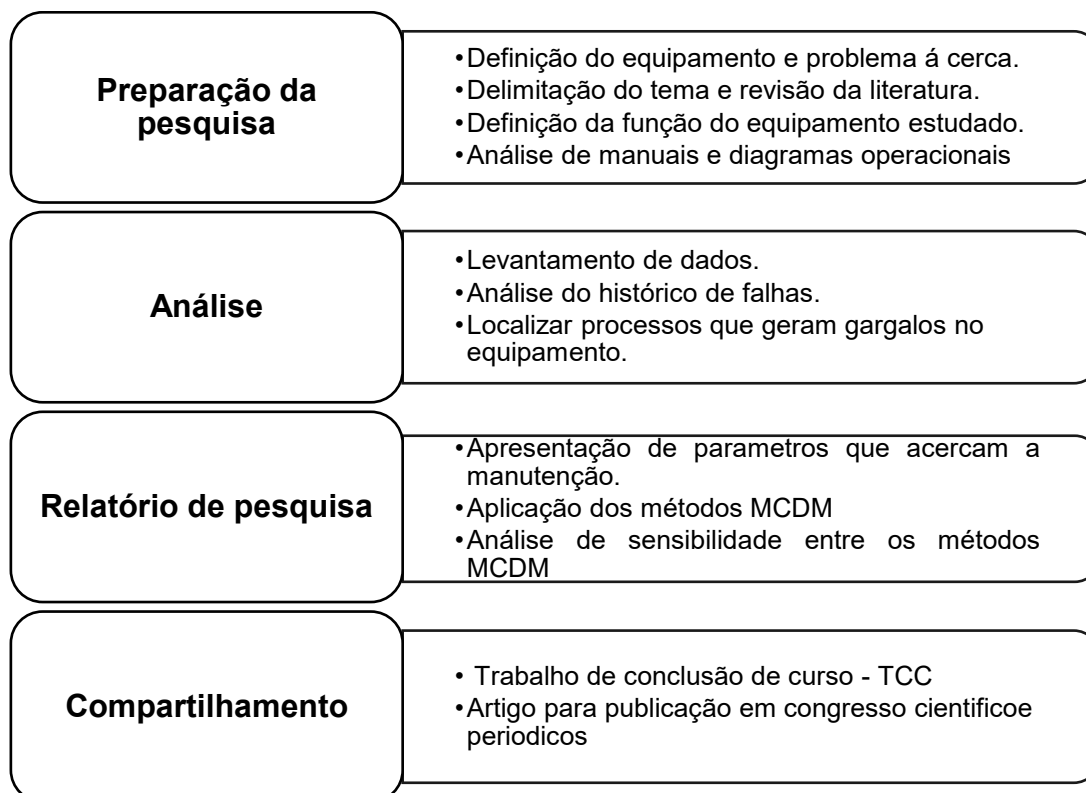 Preparação da
pesquisa
•Definição do equipamento e problema á cerca.
•Delimitação do tema e revisão da literatura.
•Definição da função do equipamento estudado.
•Análise de manuais e diagramas operacionais
Análise
•Levantamento de dados.
•Análise do histórico de falhas.
•Localizar processos que geram gargalos no
equipamento.
Relatório de pesquisa
•Apresentação de parametros que acercam a
manutenção.
•Aplicação dos métodos MCDM
•Análise de sensibilidade entre os métodos
MCDM
Compartilhamento
• Trabalho de conclusão de curso - TCC
•Artigo para publicação em congresso cientificoe
periodicos